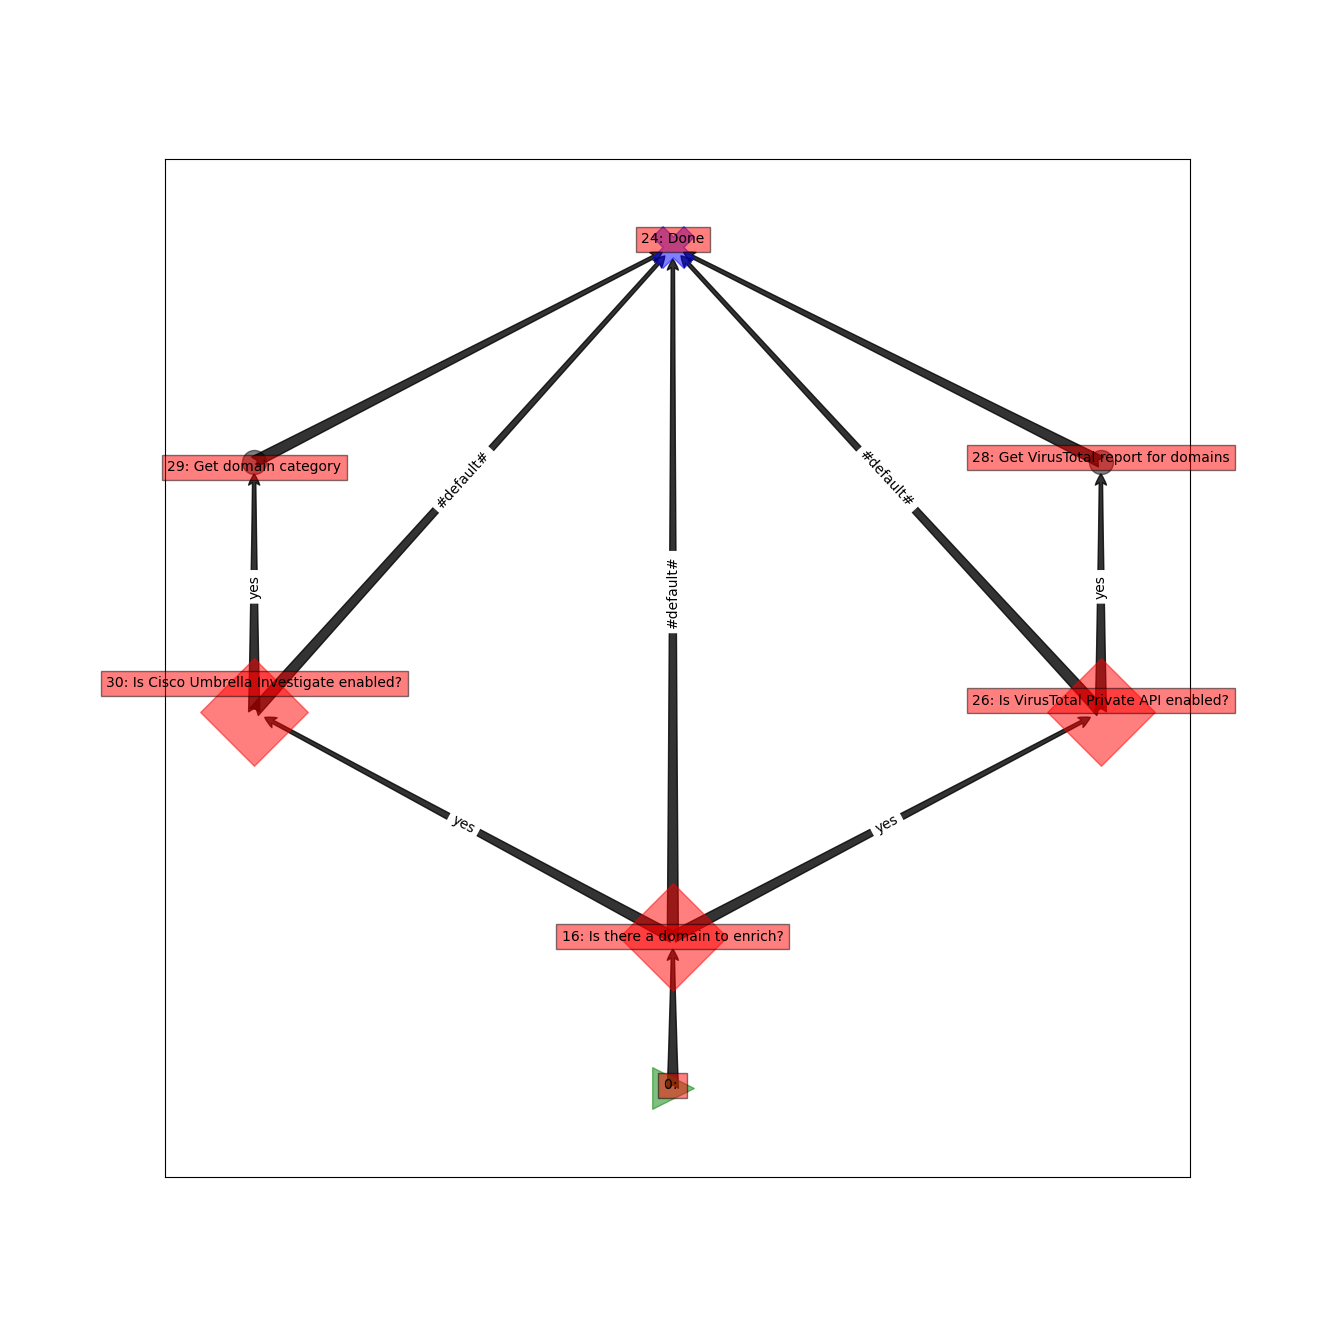 24: Done
29: Get domain category
#default#
#default#
28: Get VirusTotal report for domains
yes
#default#
yes
30: Is Cisco Umbrella Investigate enabled?
26: Is VirusTotal Private API enabled?
yes
yes
16: Is there a domain to enrich?
0: